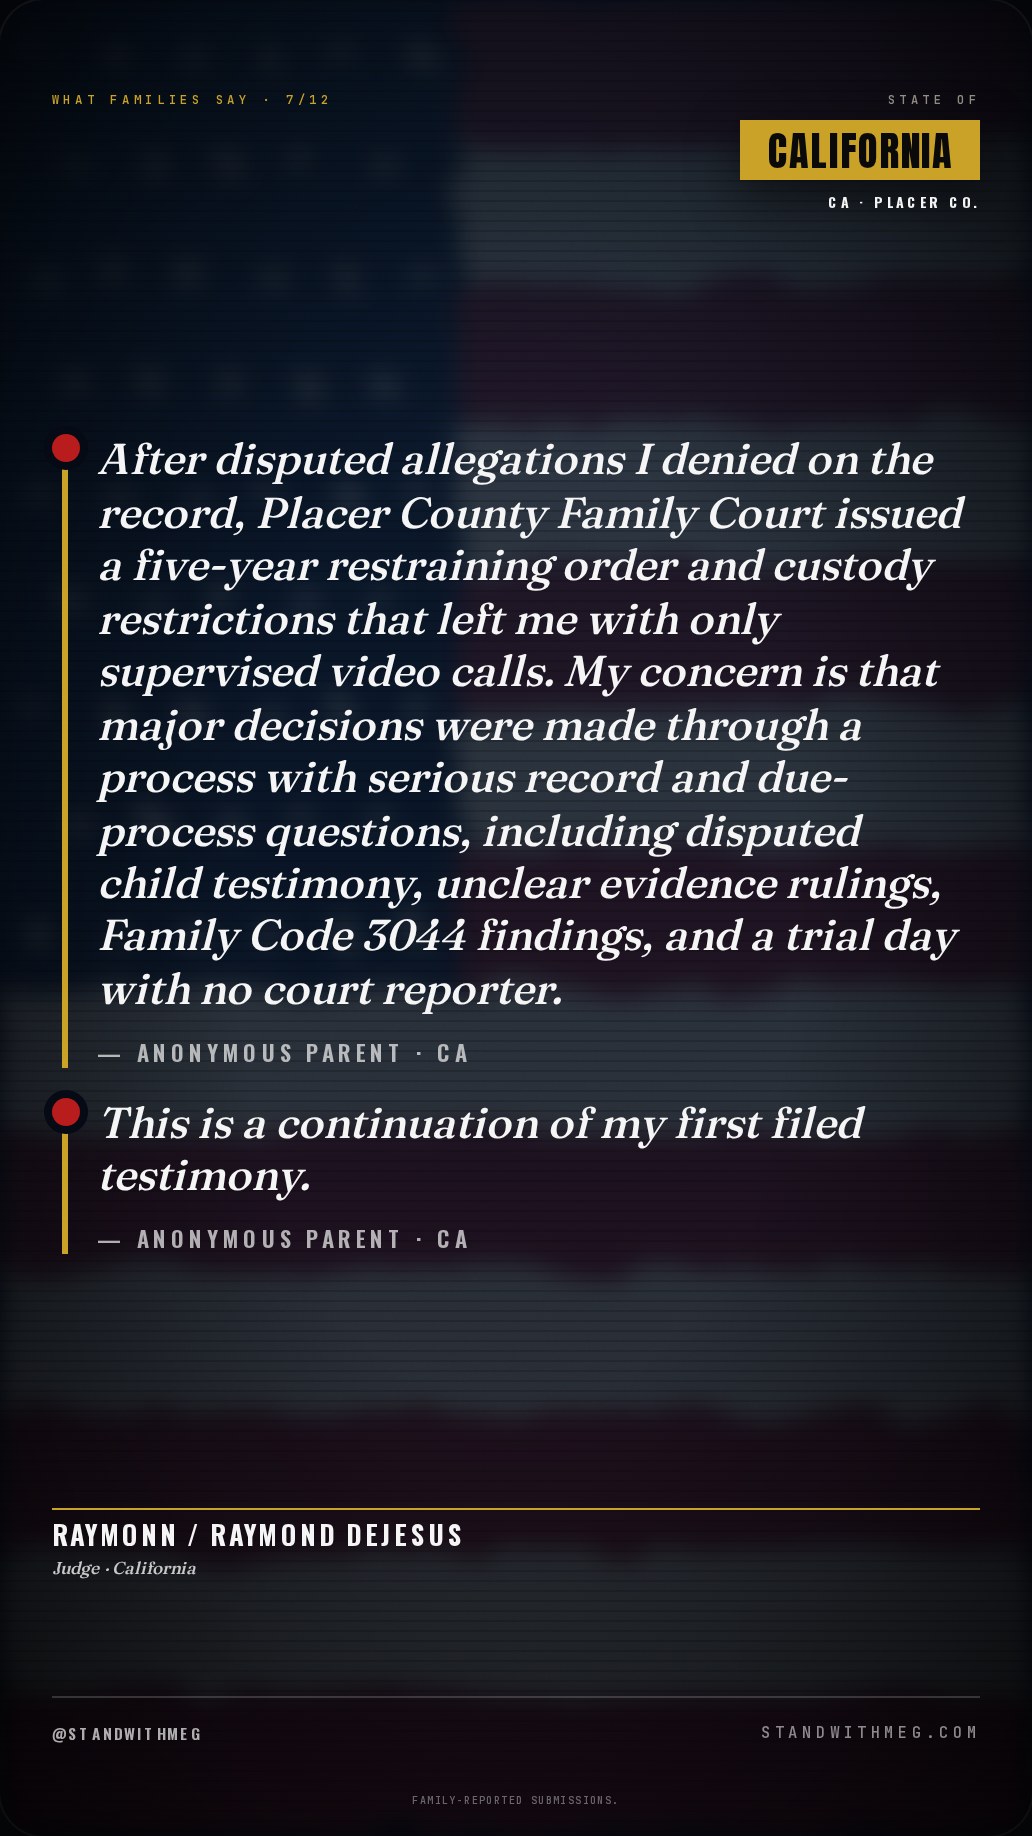 WHAT FAMILIES SAY · 7/12
STATE OF
CALIFORNIA
CA · PLACER CO.
After disputed allegations I denied on the
record, Placer County Family Court issued
a five-year restraining order and custody
restrictions that left me with only
supervised video calls. My concern is that
major decisions were made through a
process with serious record and due-
process questions, including disputed
child testimony, unclear evidence rulings,
Family Code 3044 findings, and a trial day
with no court reporter.
— ANONYMOUS PARENT · CA
This is a continuation of my first filed
testimony.
— ANONYMOUS PARENT · CA
RAYMONN / RAYMOND DEJESUS
Judge · California
@STANDWITHMEG
STANDWITHMEG.COM
FAMILY-REPORTED SUBMISSIONS.